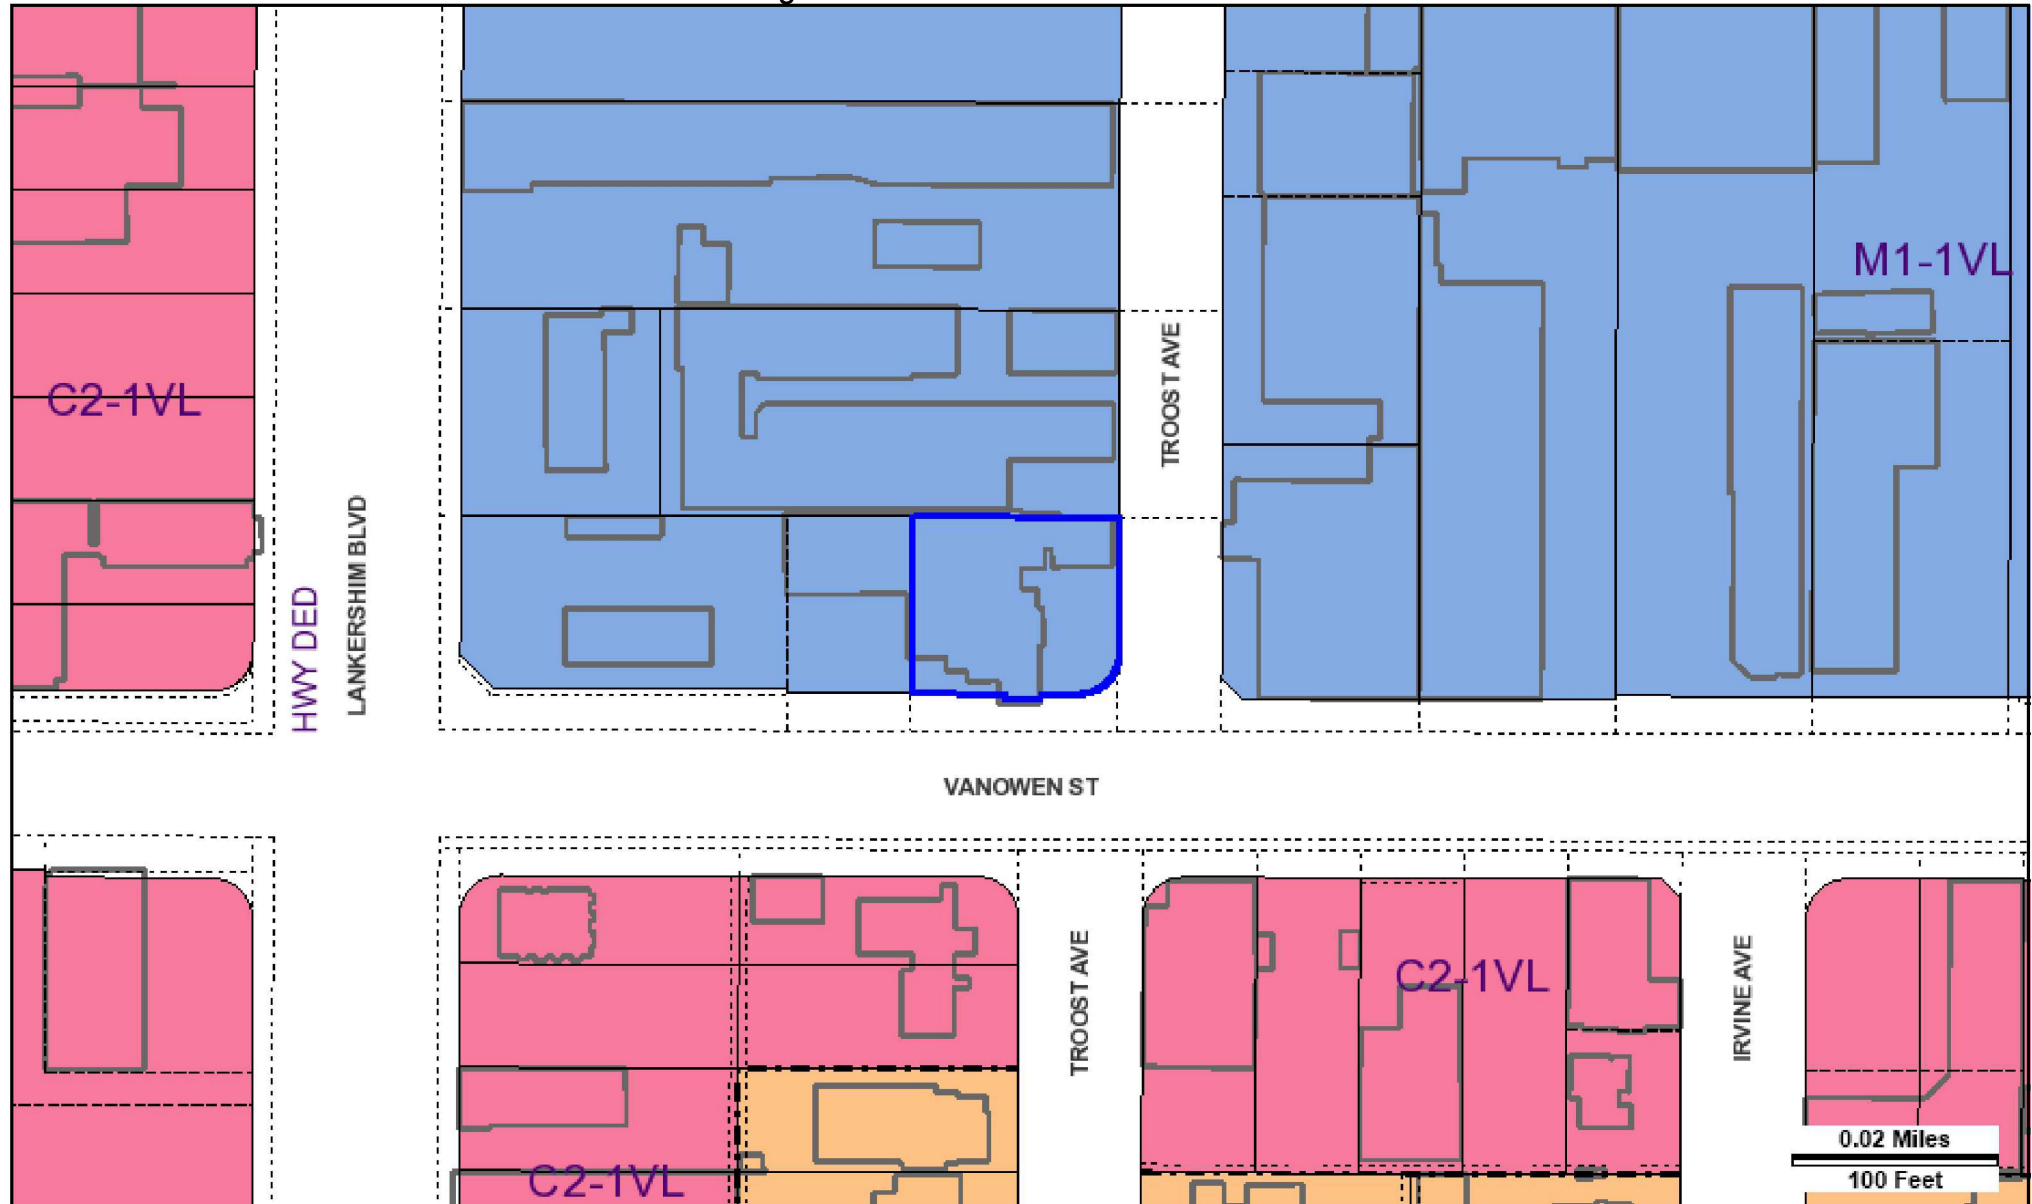 M1-1VL
C2-1VL
TROOST AVE
LANKERSHIM BLVD
HWY DED
VANOWEN ST
C2-1VL
TROOST AVE
IRVINE AVE
0.02 Miles
100 Feet
C2-1VL